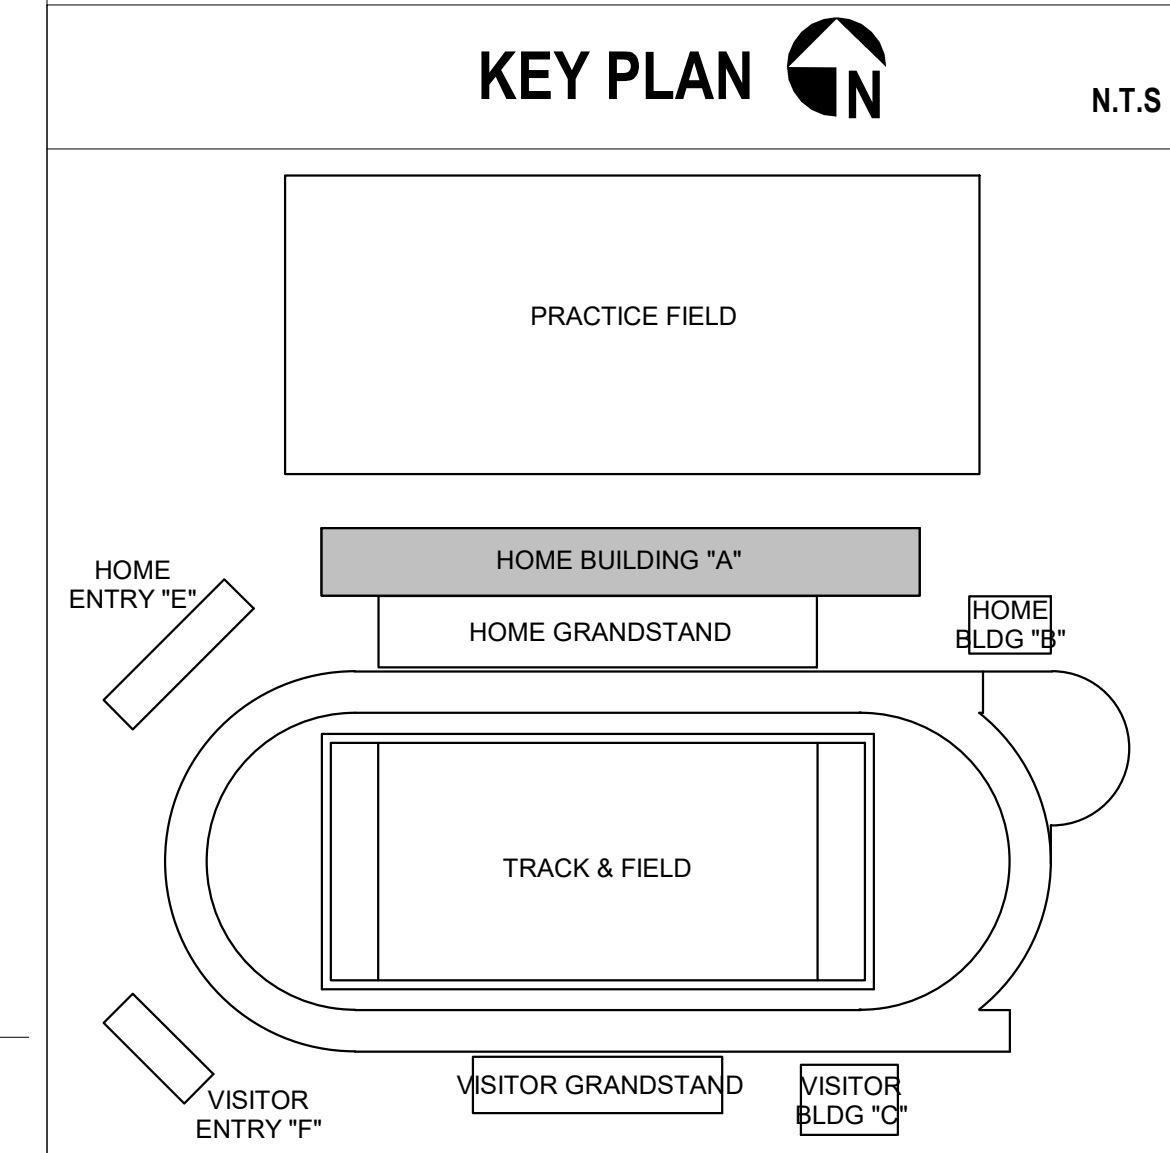 KEY PLAN
N
N.T.S
PRACTICE FIELD
HOME BUILDING "A"
HOME
ENTRY "E"
HOME GRANDSTAND
HOME
BLDG "B"
TRACK & FIELD
VISITOR GRANDSTAND
VISITOR
BLDG "C"
VISITOR
ENTRY "F"